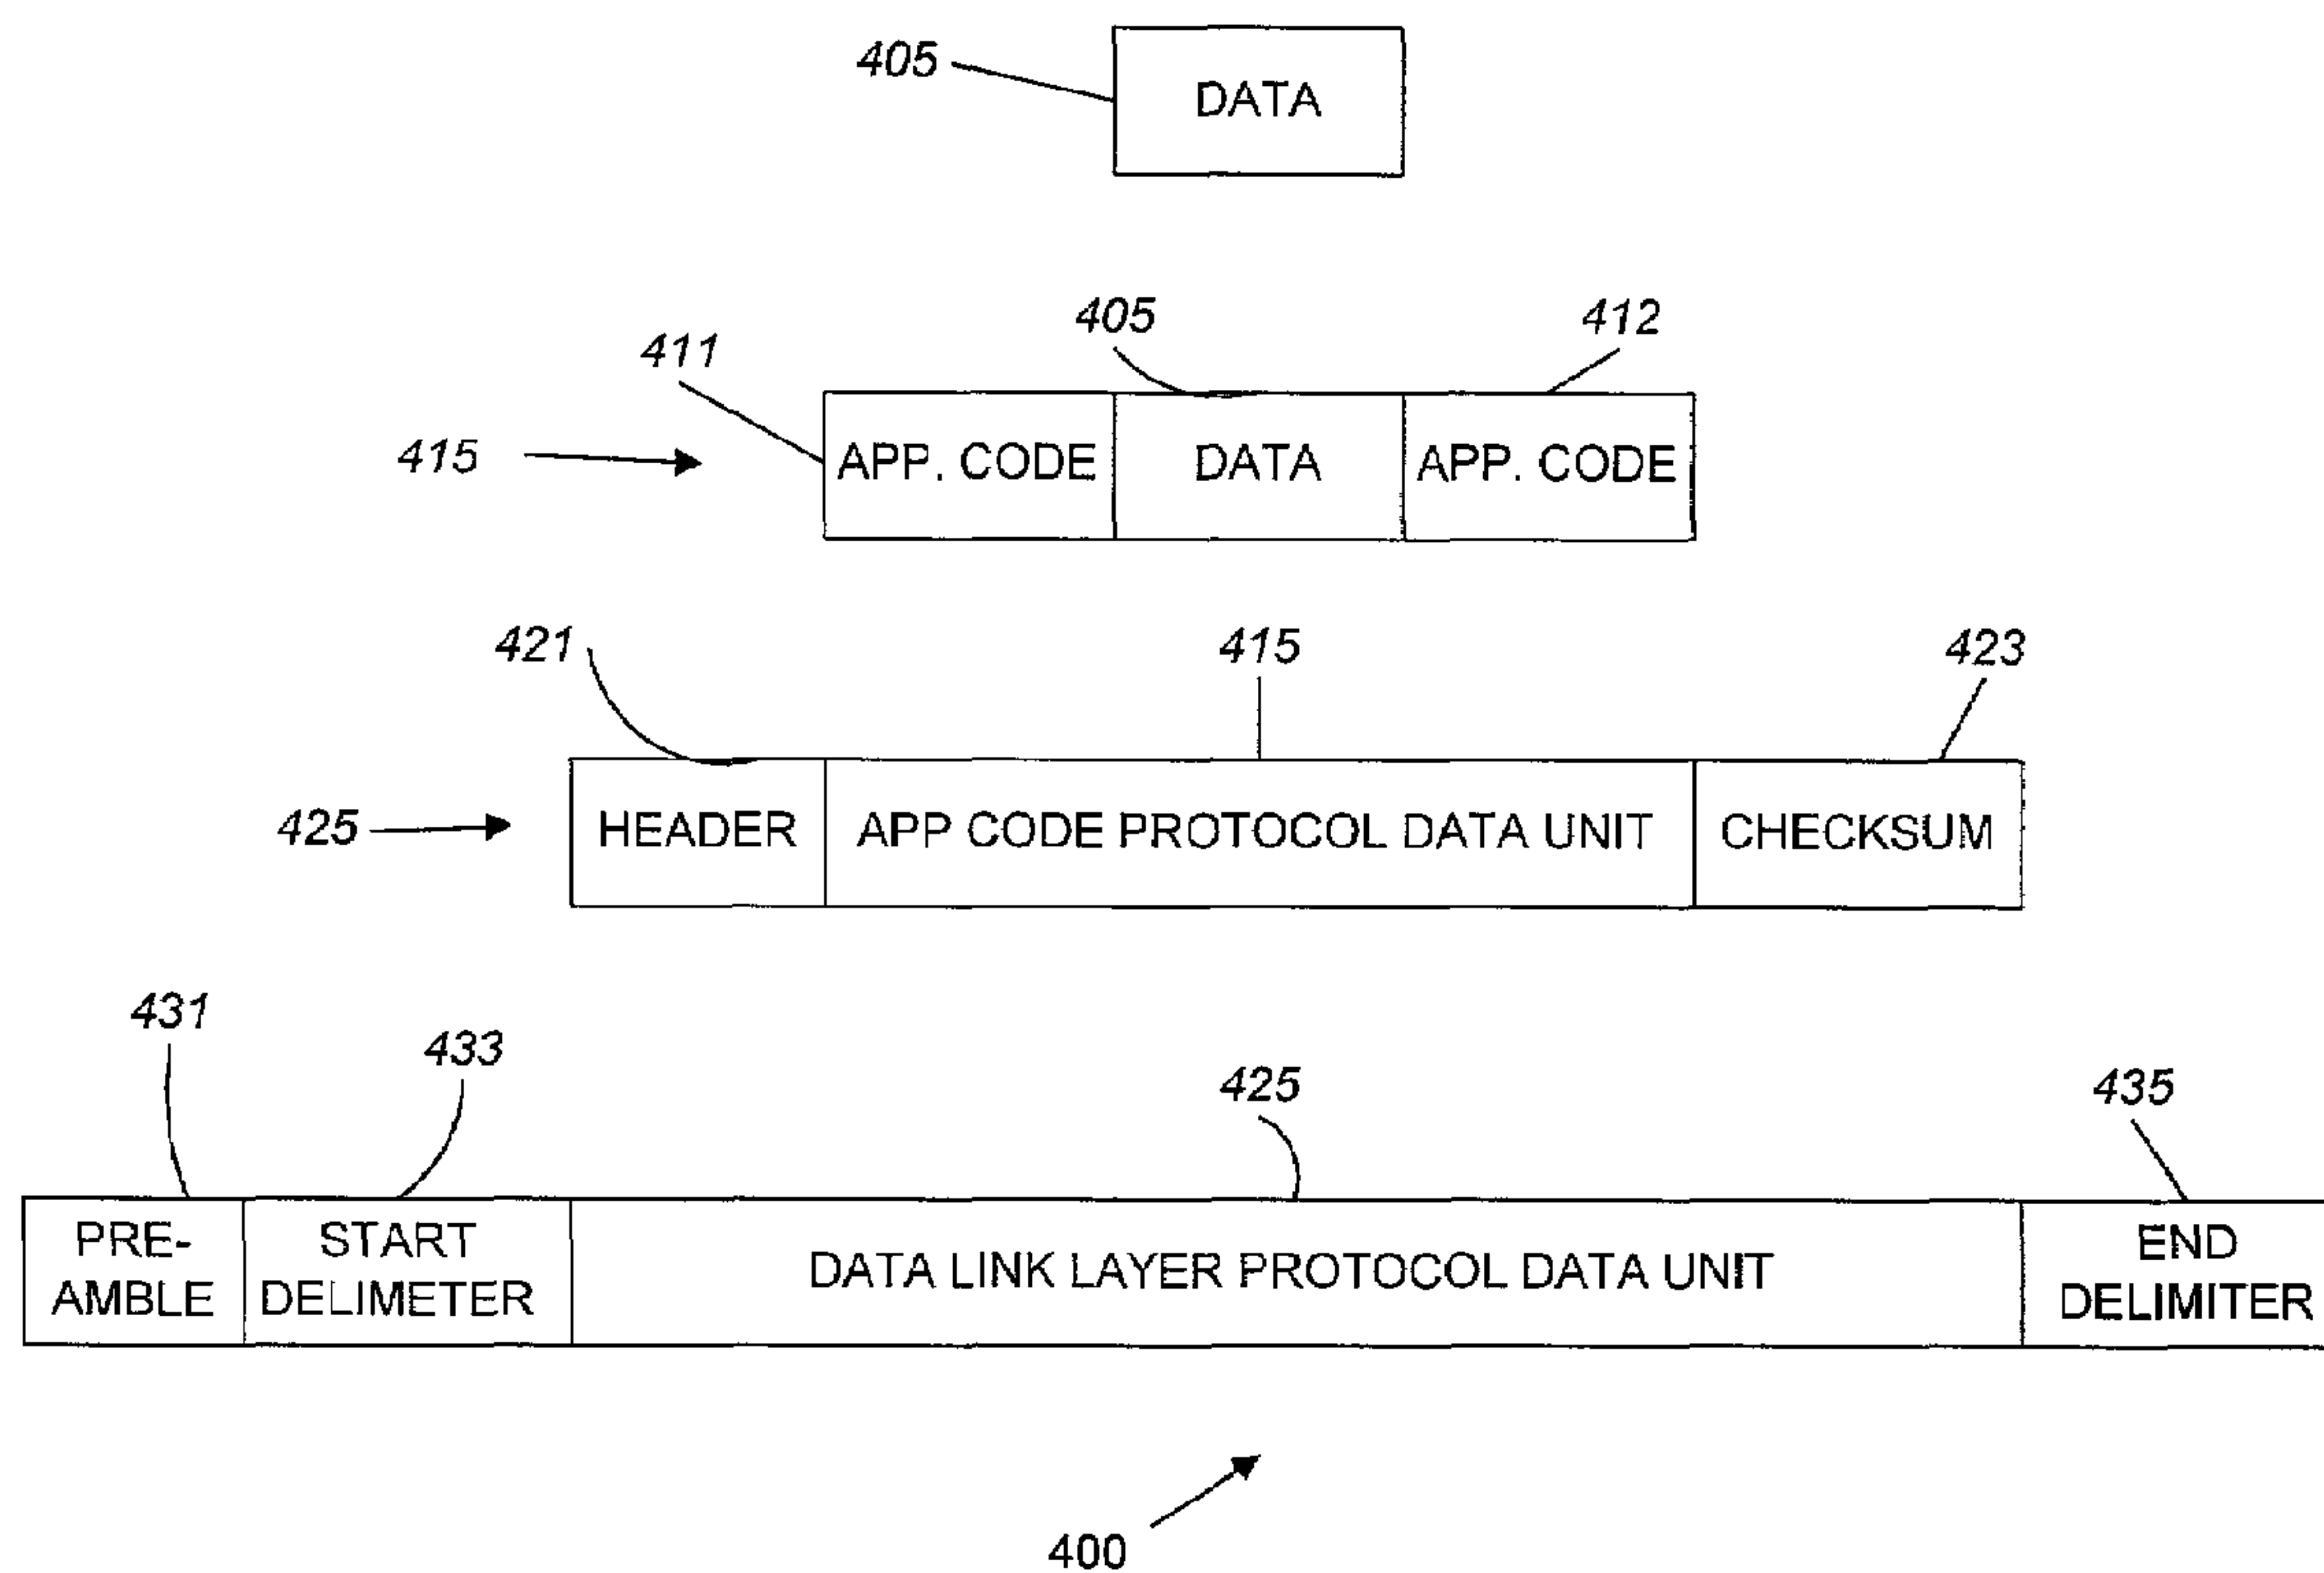 405
DATA
405
412
411
415
APP. CODE
DATA
APP. CODE
421
415
423
425
HEADER
APP CODE PROTOCOL DATA UNIT
CHECKSUM
431
433
425
435
PRE-
AMBLE
START
DELIMETER
DATA LINK LAYER PROTOCOL DATA UNIT
END
DELIMITER
400